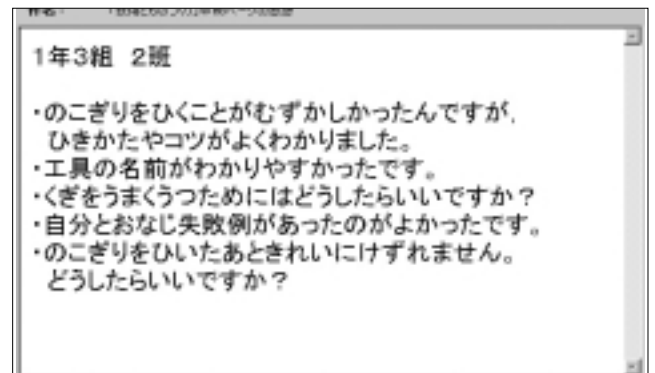 件名:
1年3組 2班
・のこぎりをひくことがむずかしかったんですが,
ひきかたやコツがよくわかりました。
・工具の名前がわかりやすかったです。
・くぎをうまくうつためにはどうしたらいいですか?
・自分とおなじ失敗例があったのがよかったです。
・のこぎりをひいたあときれいにけずれません。
どうしたらいいですか?